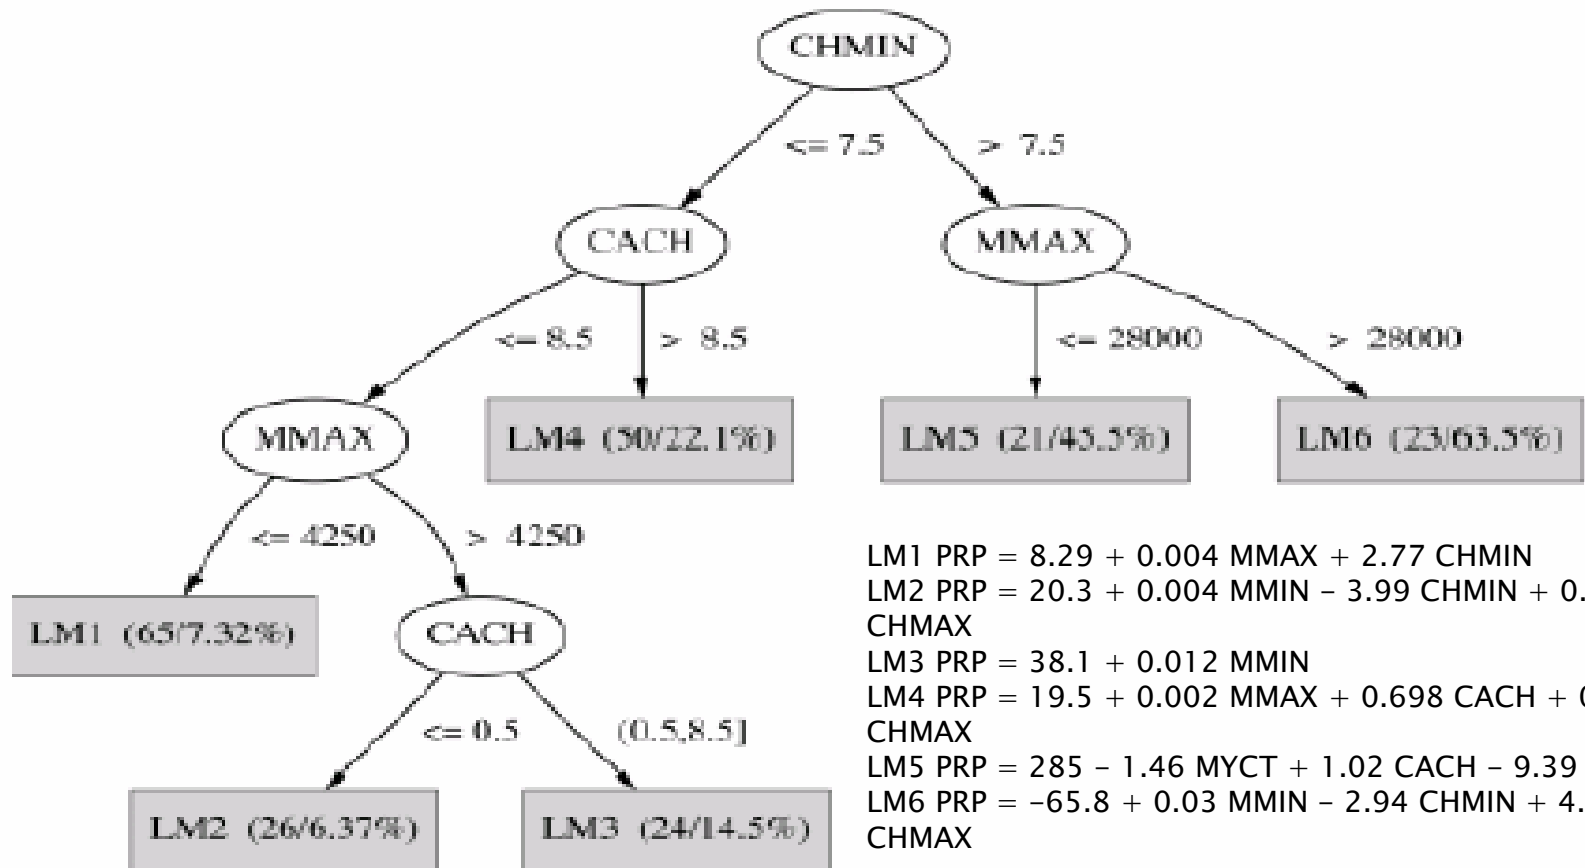 CHMIN
<= 7.5 > 7.5
CACH MMAX
<= 8.5 > 8.5 <= 28000 > 28000
MMAX LM4 (50/22.1%) LM5 (21/45.5%) LM6 (23/63.5%)
<= 4250 > 4250
LM1 (65/7.32%) CACH
<= 0.5 (0.5,8.5]
LM2 (26/6.37%) LM3 (24/14.5%)
LM1 PRP = 8.29 + 0.004 MMAX + 2.77 CHMIN
LM2 PRP = 20.3 + 0.004 MMIN – 3.99 CHMIN + 0.
CHMAX
LM3 PRP = 38.1 + 0.012 MMIN
LM4 PRP = 19.5 + 0.002 MMAX + 0.698 CACH + 0
CHMAX
LM5 PRP = 285 – 1.46 MYCT + 1.02 CACH – 9.39
LM6 PRP = –65.8 + 0.03 MMIN – 2.94 CHMIN + 4.
CHMAX